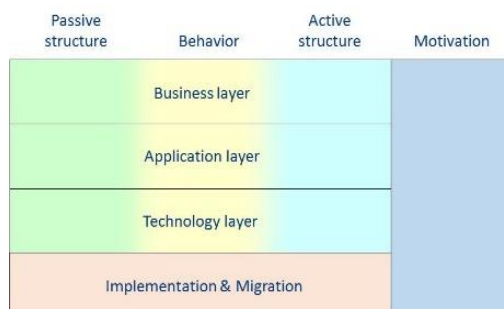 Passive
structure
Behavior
Active
structure
Motivation
Business layer
Application layer
Technology layer
Implementation & Migration